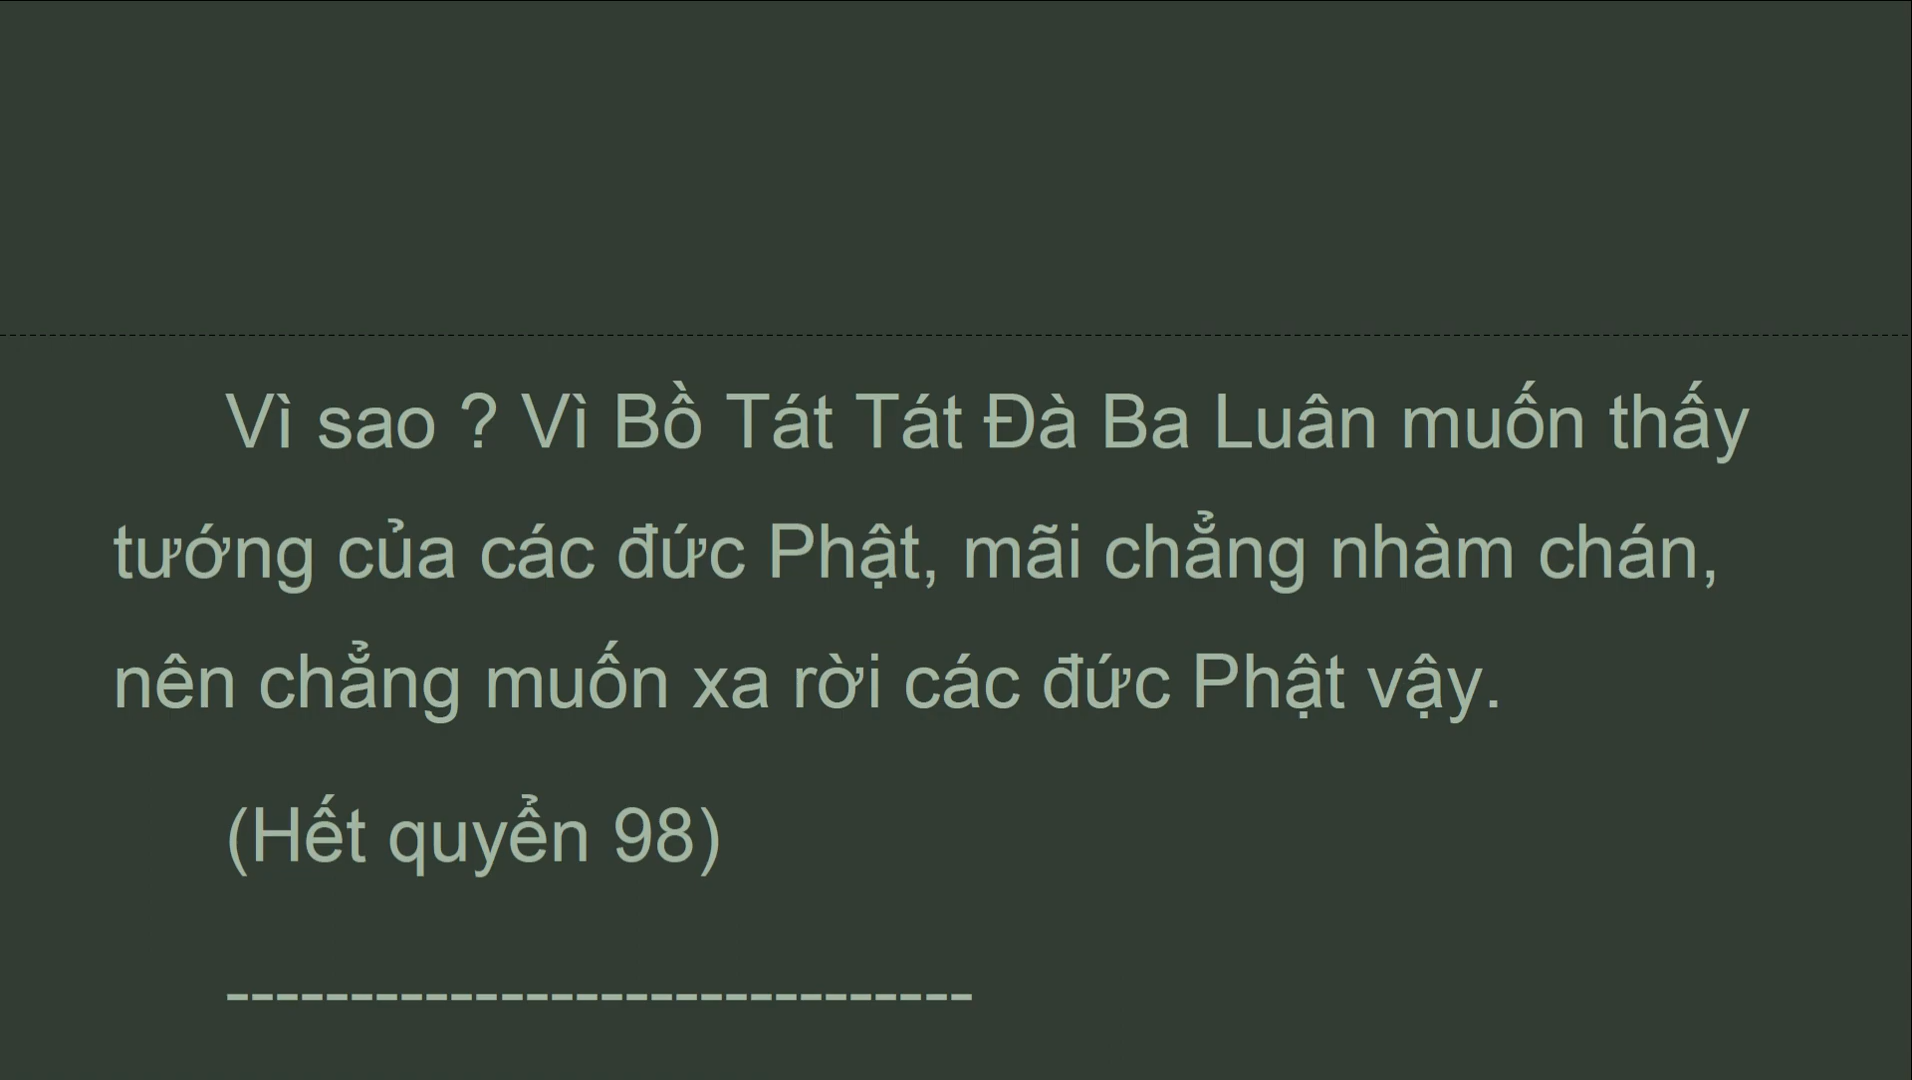 Vì sao ? Vì Bồ Tát Tát Đà Ba Luân muốn thấy
tướng của các đức Phật, mãi chẳng nhàm chán,
nên chẳng muốn xa rời các đức Phật vậy.
(Hết quyển 98)
------------------------------